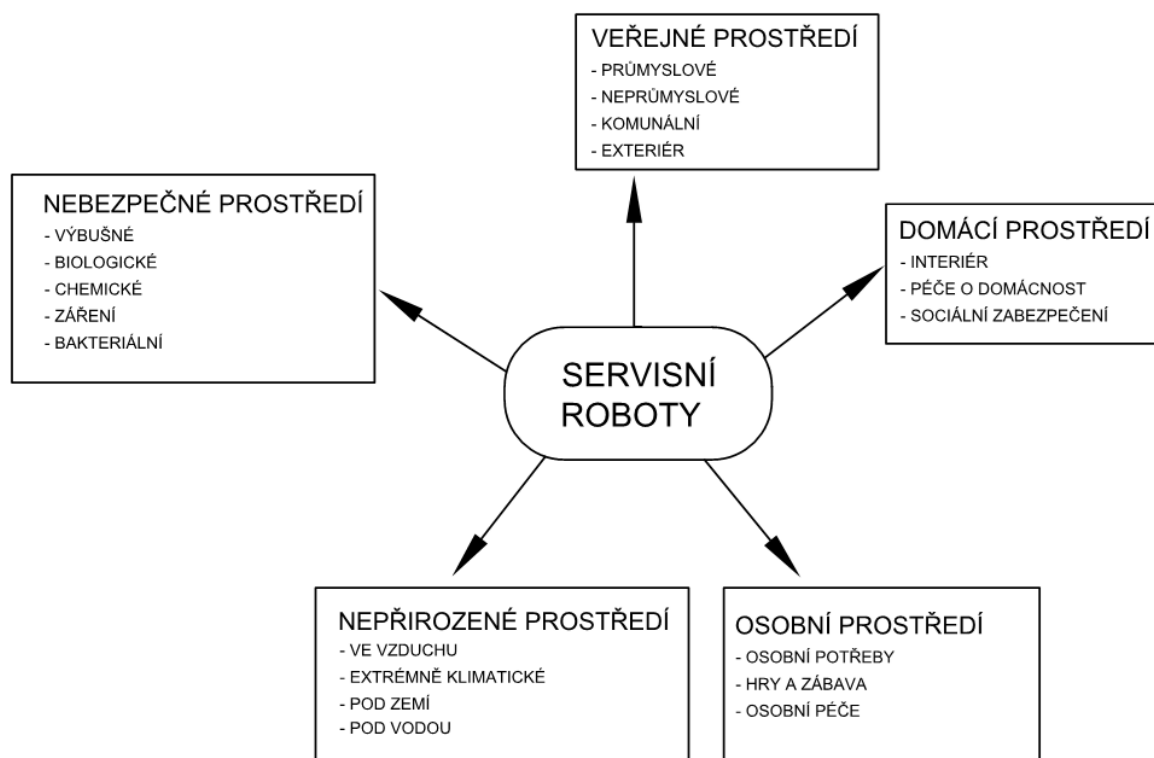 VEŘEJNÉ PROSTŘEDÍ
- PRŮMYSLOVÉ
- NEPRŮMYSLOVÉ
- KOMUNÁLNÍ
- EXTERIÉR
NEBEZPEČNÉ PROSTŘEDÍ
- VÝBUŠNÉ
- BIOLOGICKÉ
- CHEMICKÉ
- ZÁŘENÍ
- BAKTERIÁLNÍ
DOMÁCÍ PROSTŘEDÍ
- INTERIÉR
- PÉČE O DOMÁCNOST
- SOCIÁLNÍ ZABEZPEČENÍ
SERVISNÍ
ROBOTY
NEPŘIROZENÉ PROSTŘEDÍ
- VE VZDUCHU
- EXTRÉMNĚ KLIMATICKÉ
- POD ZEMÍ
- POD VODOU
OSOBNÍ PROSTŘEDÍ
- OSOBNÍ POTŘEBY
- HRY A ZÁBAVA
- OSOBNÍ PÉČE